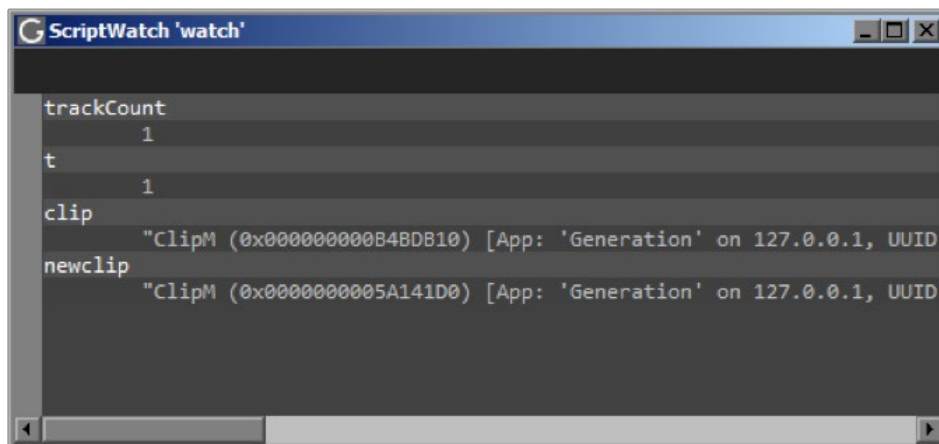 ScriptWatch 'watch'
trackCount
1
t
1
clip
"ClipM (0x000000000B4BDB10) [App: 'Generation' on 127.0.0.1, UUID
newclip
"ClipM (0x0000000005A141D0) [App: 'Generation' on 127.0.0.1, UUID